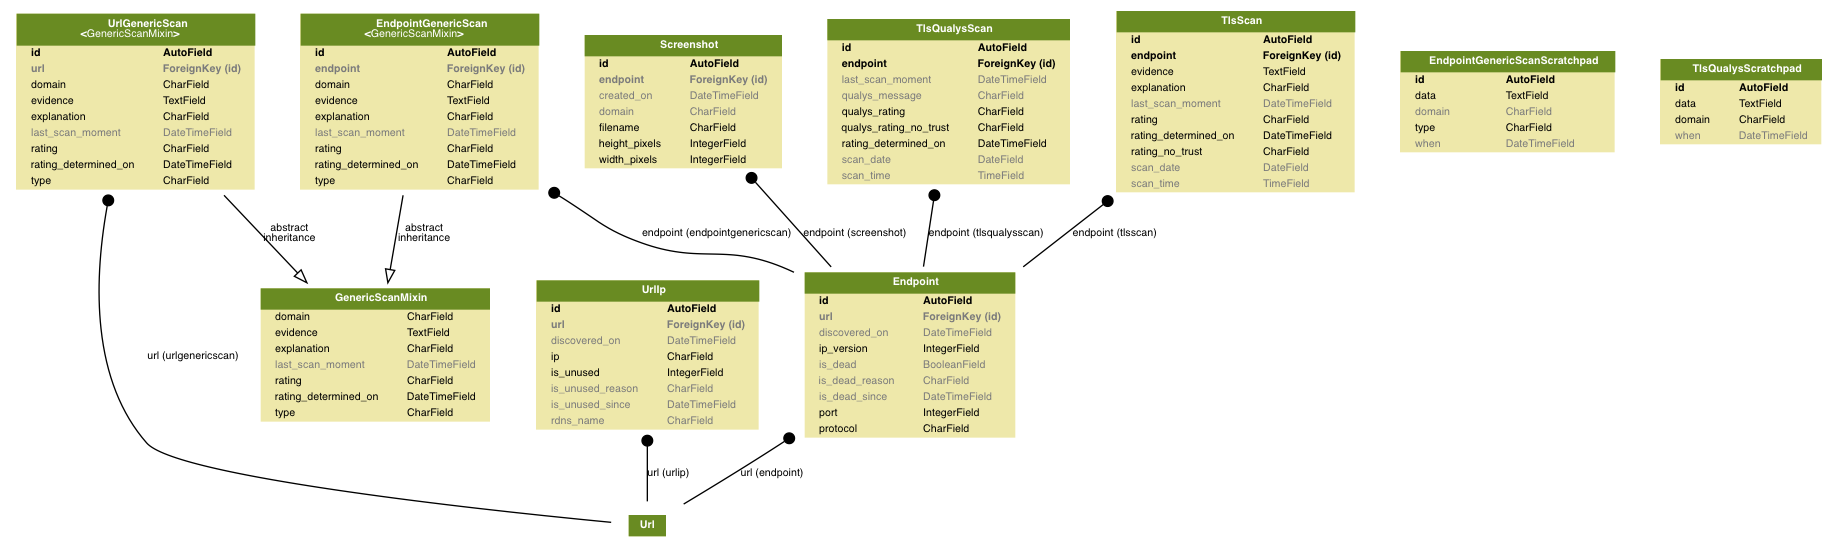 UrlGenericScan
<GenericScanMixin>
id AutoField
url ForeignKey (id)
domain CharField
evidence TextField
explanation CharField
last_scan_moment DateTimeField
rating CharField
rating_determined_on DateTimeField
type CharField
EndpointGenericScan
<GenericScanMixin>
id AutoField
endpoint ForeignKey (id)
domain CharField
evidence TextField
explanation CharField
last_scan_moment DateTimeField
rating CharField
rating_determined_on DateTimeField
type CharField
Screenshot
id AutoField
endpoint ForeignKey (id)
created_on DateTimeField
domain CharField
filename CharField
height_pixels IntegerField
width_pixels IntegerField
TlsQualysScan
id AutoField
endpoint ForeignKey (id)
last_scan_moment DateTimeField
qualys_message CharField
qualys_rating CharField
qualys_rating_no_trust CharField
rating_determined_on DateTimeField
scan_date DateField
scan_time TimeField
TlsScan
id AutoField
endpoint ForeignKey (id)
evidence TextField
explanation CharField
last_scan_moment DateTimeField
rating CharField
rating_determined_on DateTimeField
rating_no_trust CharField
scan_date DateField
scan_time TimeField
EndpointGenericScanScratchpad
id AutoField
data TextField
domain CharField
type CharField
when DateTimeField
TlsQualysScratchpad
id AutoField
data TextField
domain CharField
when DateTimeField
abstract
inheritance
abstract
inheritance
endpoint (endpointgenericscan)
endpoint (screenshot)
endpoint (tlsqualysscan)
endpoint (tlsscan)
GenericScanMixin
domain CharField
evidence TextField
explanation CharField
last_scan_moment DateTimeField
rating CharField
rating_determined_on DateTimeField
type CharField
UrlIp
id AutoField
url ForeignKey (id)
discovered_on DateTimeField
ip CharField
is_unused IntegerField
is_unused_reason CharField
is_unused_since DateTimeField
rdns_name CharField
Endpoint
id AutoField
url ForeignKey (id)
discovered_on DateTimeField
ip_version IntegerField
is_dead BooleanField
is_dead_reason CharField
is_dead_since DateTimeField
port IntegerField
protocol CharField
url (urlgenericscan)
url (urlip)
url (endpoint)
Url